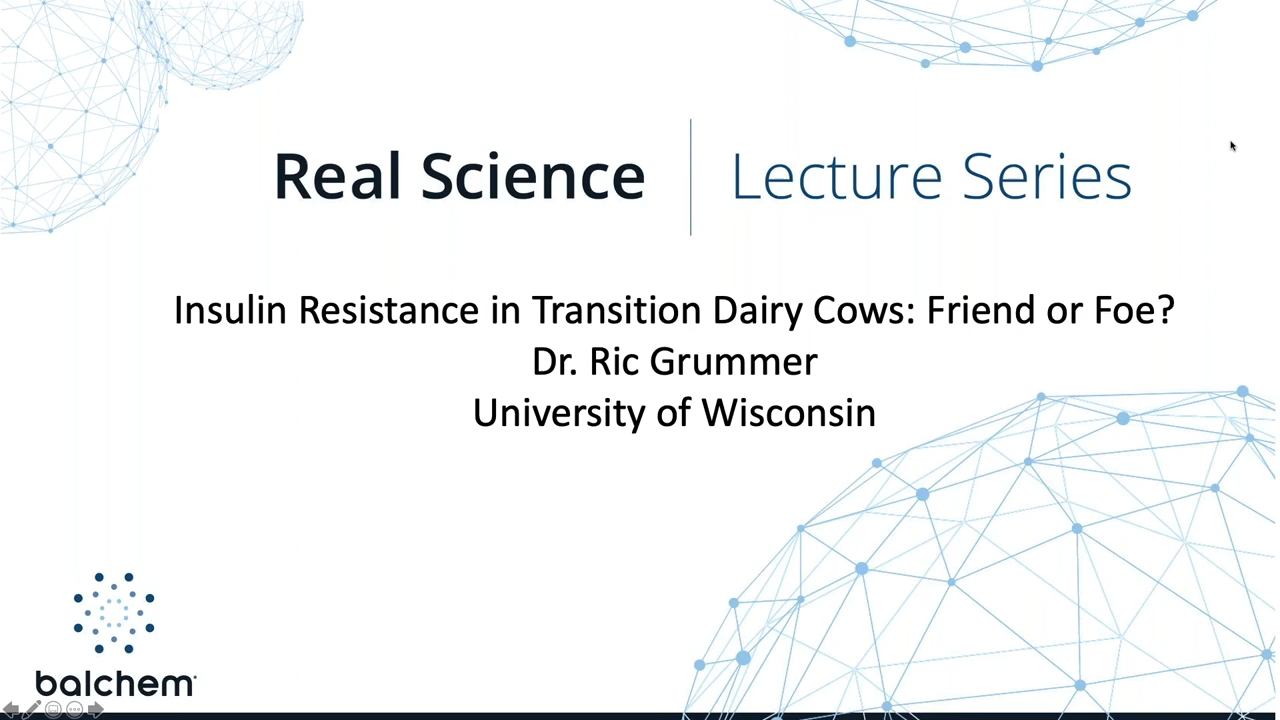 Real Science | Lecture Series
Insulin Resistance in Transition Dairy Cows: Friend or Foe?
Dr. Ric Grummer
University of Wisconsin
balchem